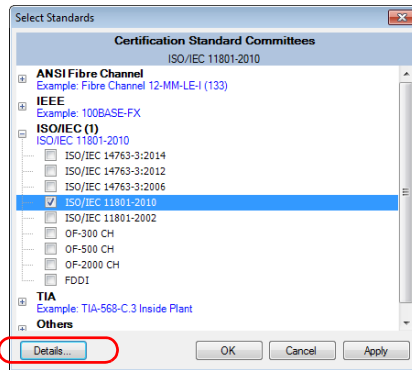 Select Standards
Certification Standard Committees
ISO/IEC 11801-2010
ANSI Fibre Channel
Example: Fibre Channel 12-MM-LE-I (133)
IEEE
Example: 100BASE-FX
ISO/IEC (1)
ISO/IEC 11801-2010
ISO/IEC 14763-3:2014
ISO/IEC 14763-3:2012
ISO/IEC 14763-3:2006
ISO/IEC 11801-2010
ISO/IEC 11801-2002
OF-300 CH
OF-500 CH
OF-2000 CH
FDDI
TIA
Example: TIA-568-C.3 Inside Plant
Others
Details... OK Cancel Apply